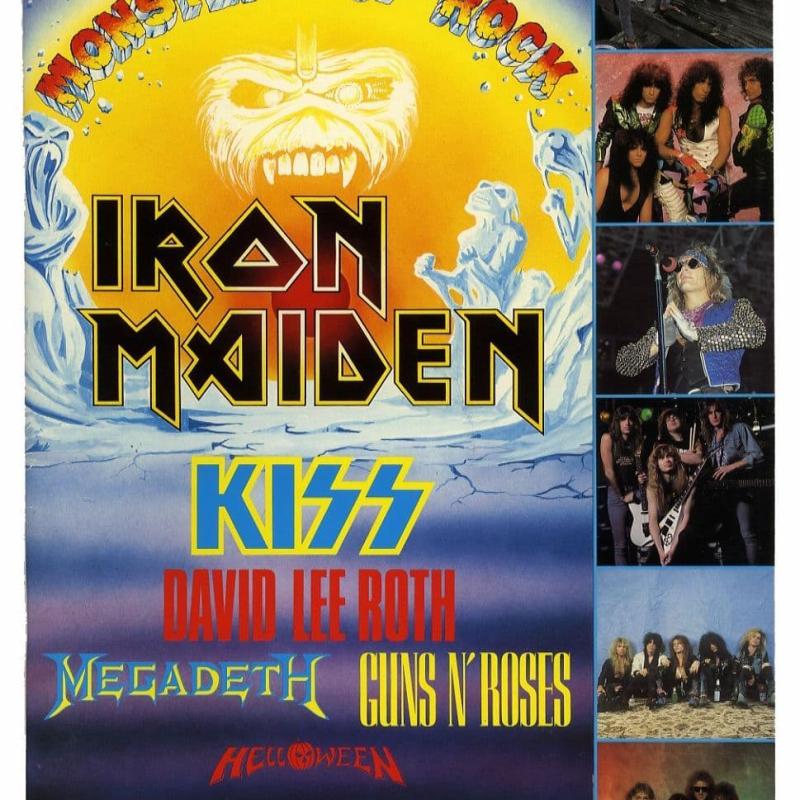 MONSTERS OF ROCK
IRON
MAIDEN
KISS
DAVID LEE ROTH
MEGADETH GUNS N' ROSES
HELLOWEEN